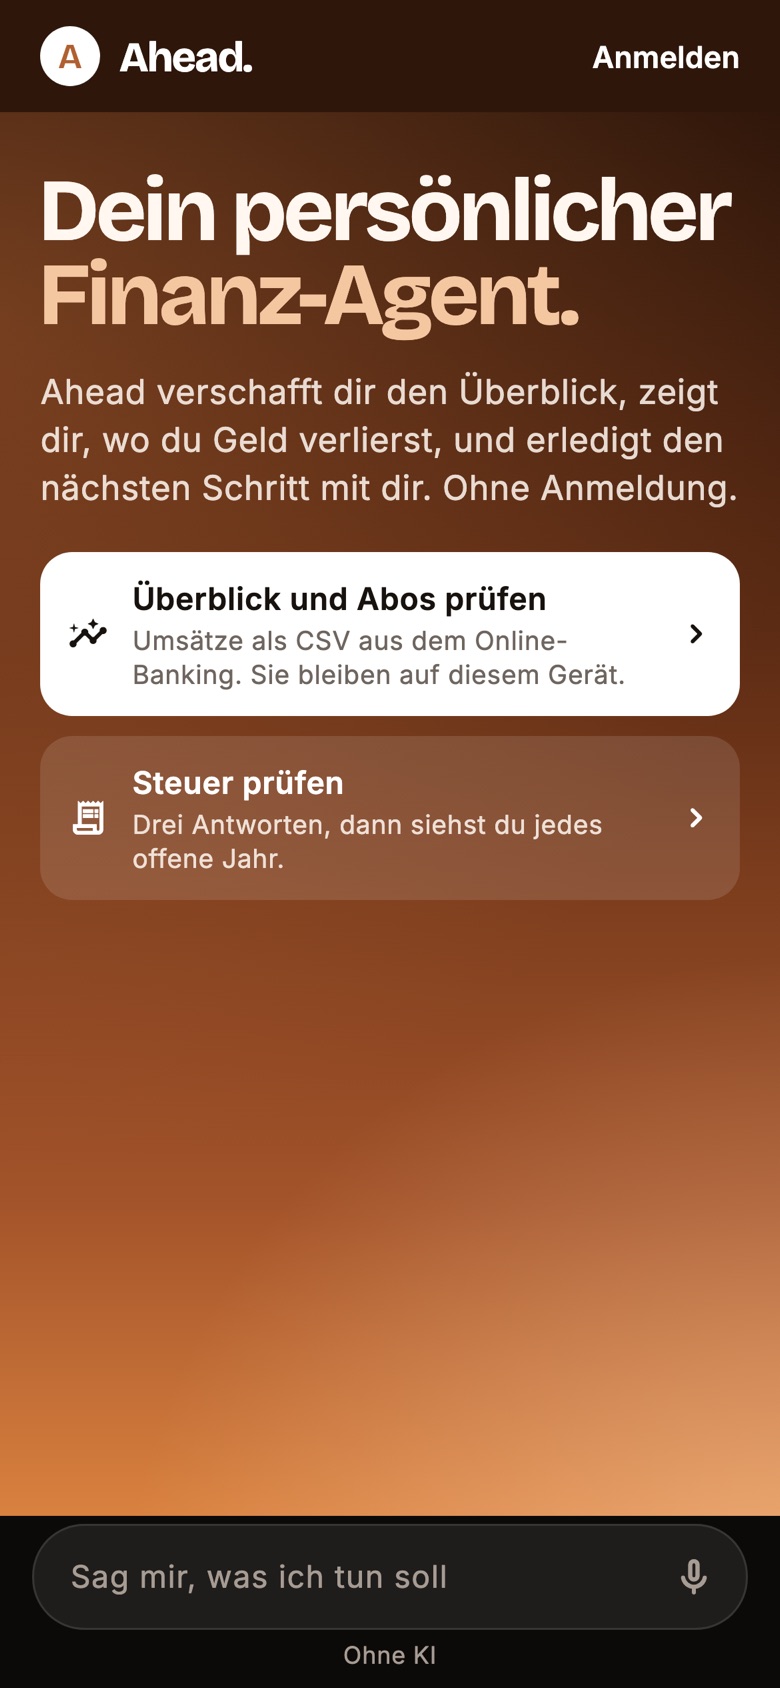 A Ahead.
Anmelden
Dein persönlicher
Finanz-Agent.
Ahead verschafft dir den Überblick, zeigt
dir, wo du Geld verlierst, und erledigt den
nächsten Schritt mit dir. Ohne Anmeldung.
Überblick und Abos prüfen
Umsätze als CSV aus dem Online-
Banking. Sie bleiben auf diesem Gerät.
Steuer prüfen
Drei Antworten, dann siehst du jedes
offene Jahr.
Sag mir, was ich tun soll
Ohne KI